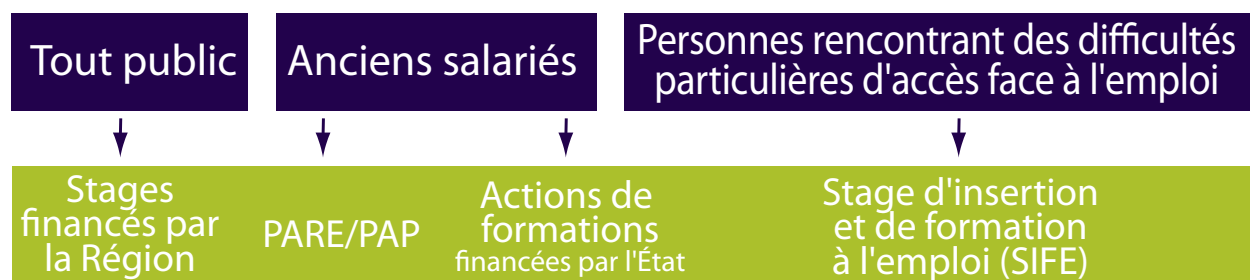 Tout public
Anciens salariés
Personnes rencontrant des difficultés
particulières d'accès face à l'emploi
Stages
financés par
la Région
PARE/PAP
Actions de
formations
financées par l'État
Stage d'insertion
et de formation
à l'emploi (SIFE)